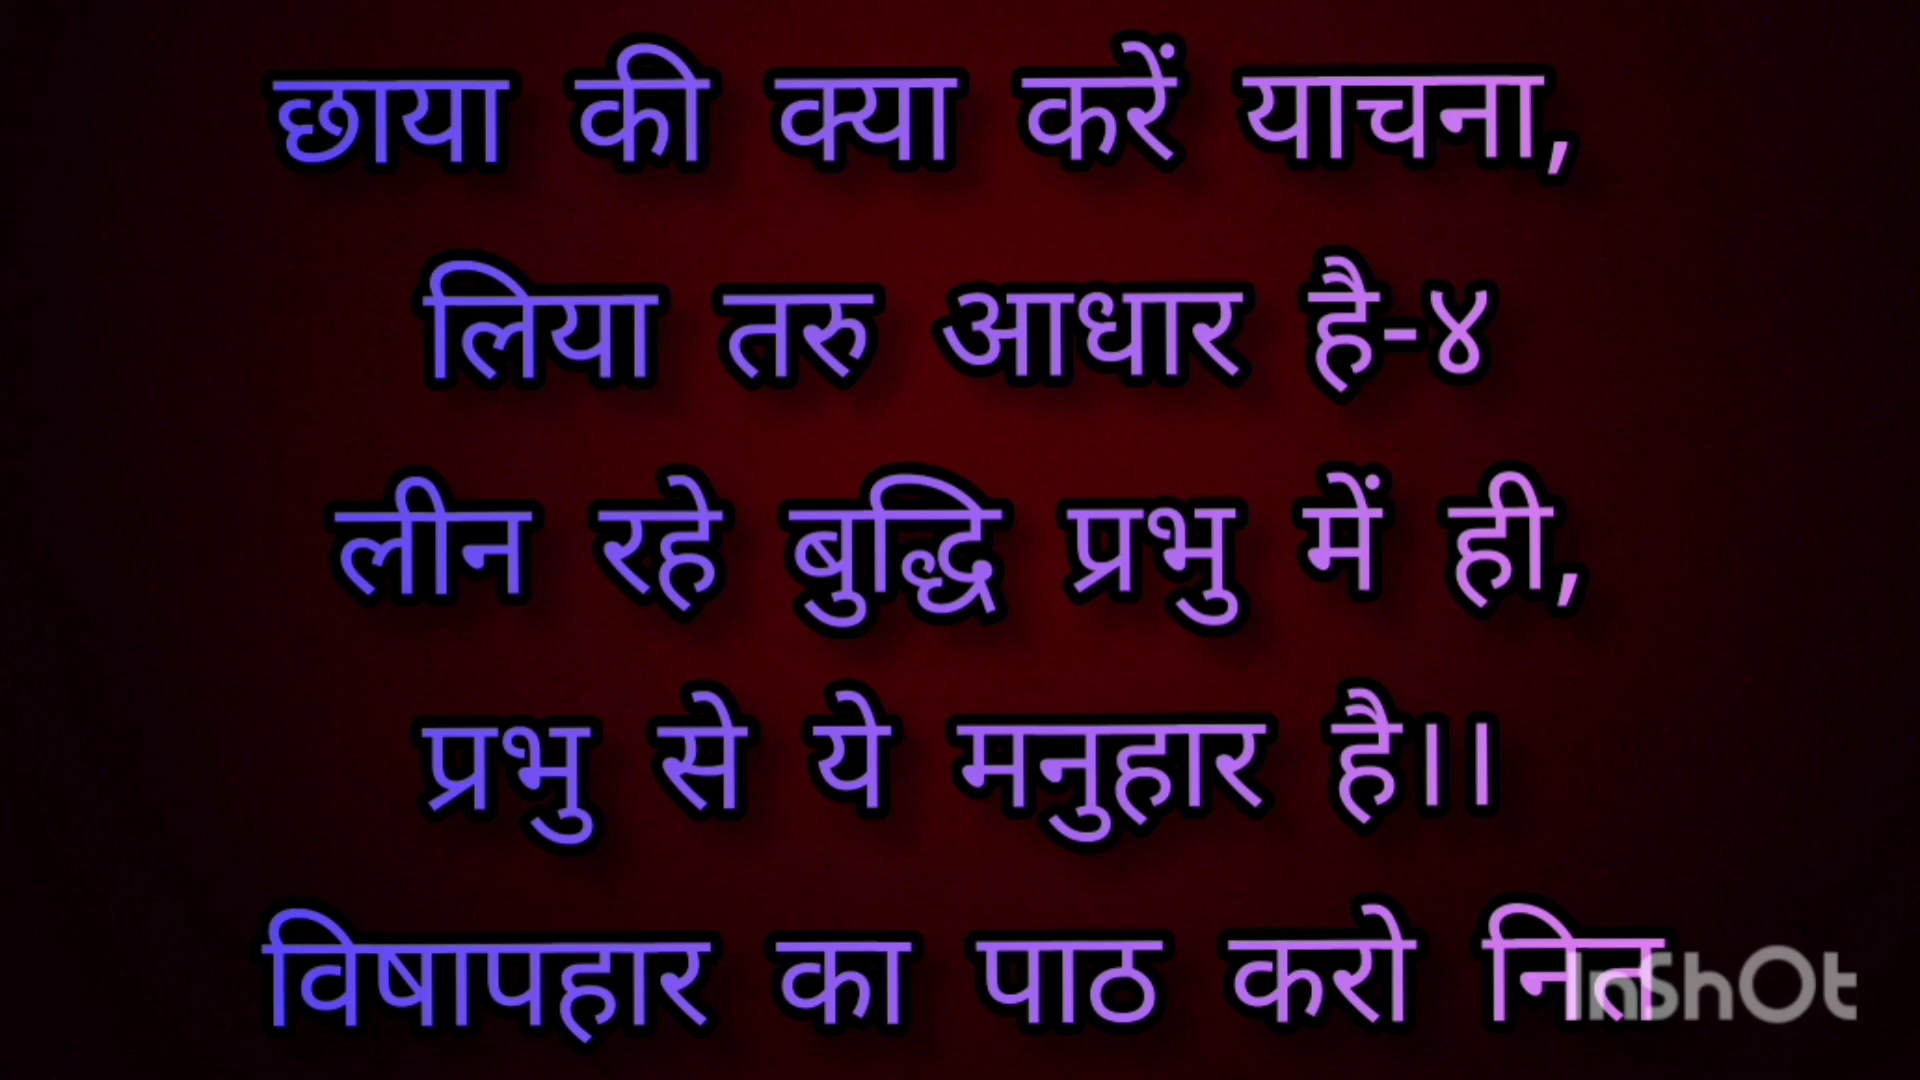 छाया की क्या करें याचना,
लिया तरु आधार है-४
लीन रहे बुद्धि प्रभु में ही,
प्रभु से ये मनुहार है।।
विषापहार का पाठ करो नित
InShOt